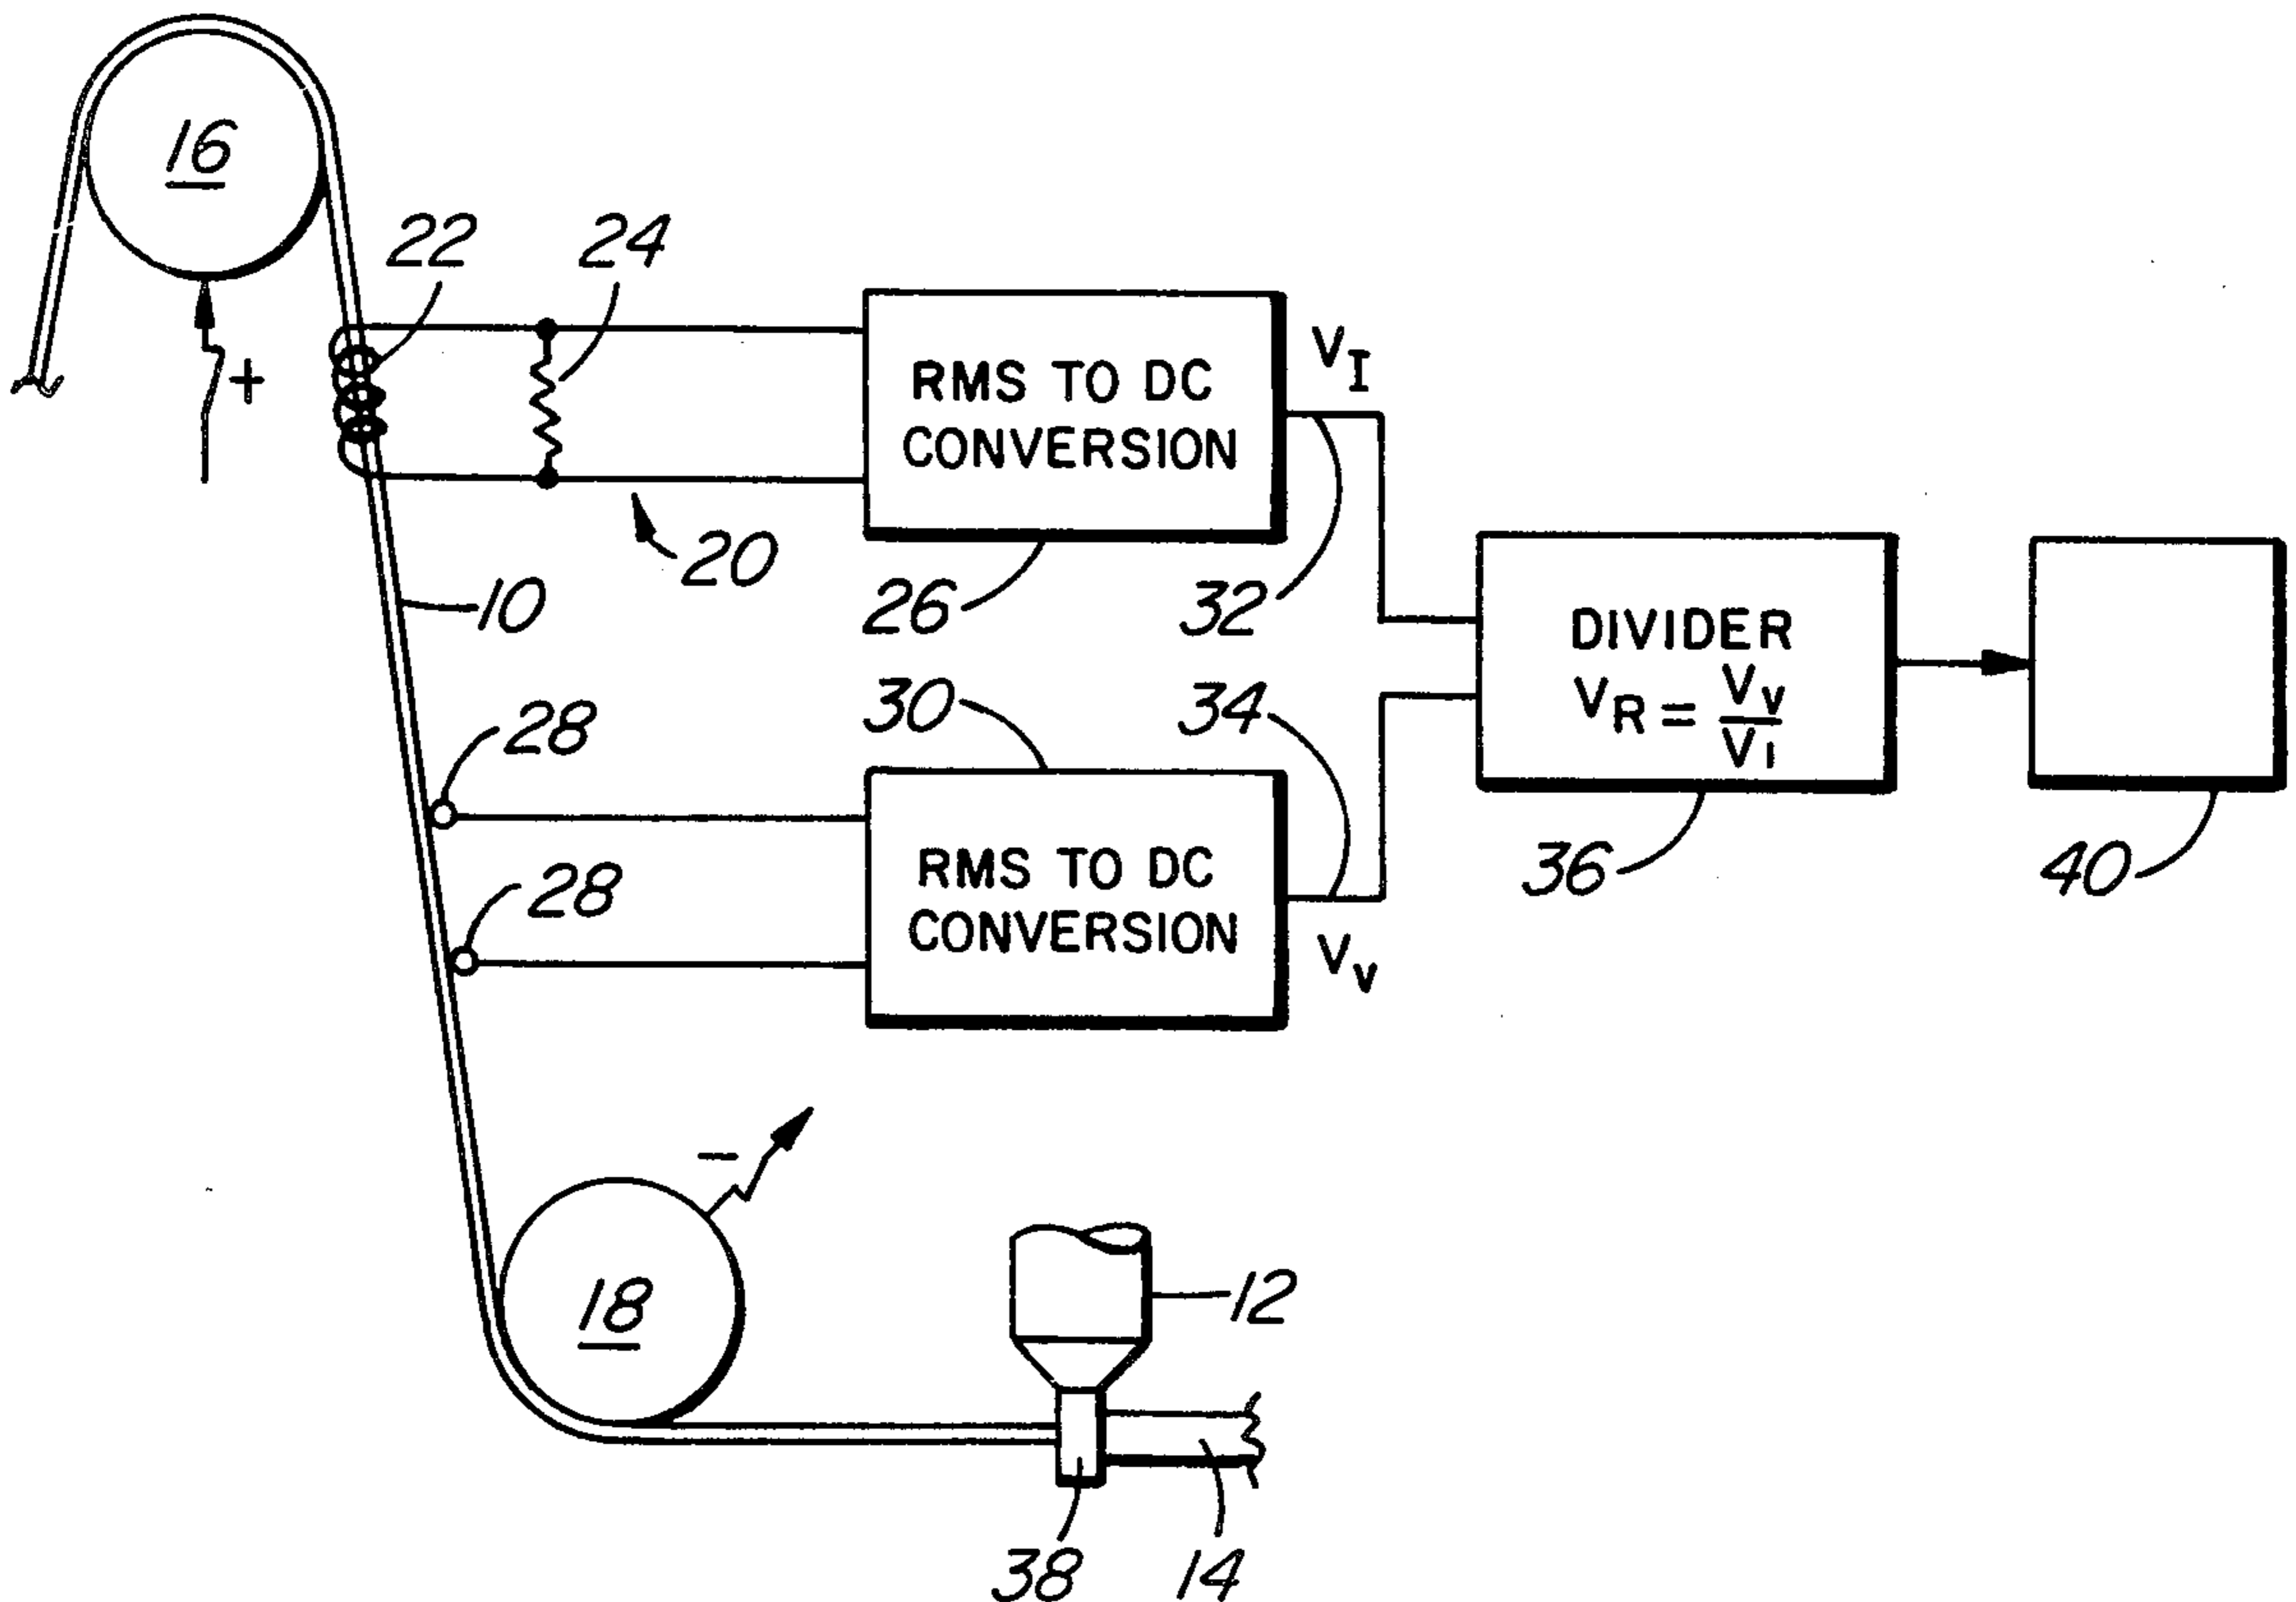 16
22
24
+
RMS TO DC
CONVERSION
V_I
20
10
26
32
DIVIDER
V_R = V_V / V_I
28
30
34
28
RMS TO DC
CONVERSION
36
40
V_V
-
18
12
38
14